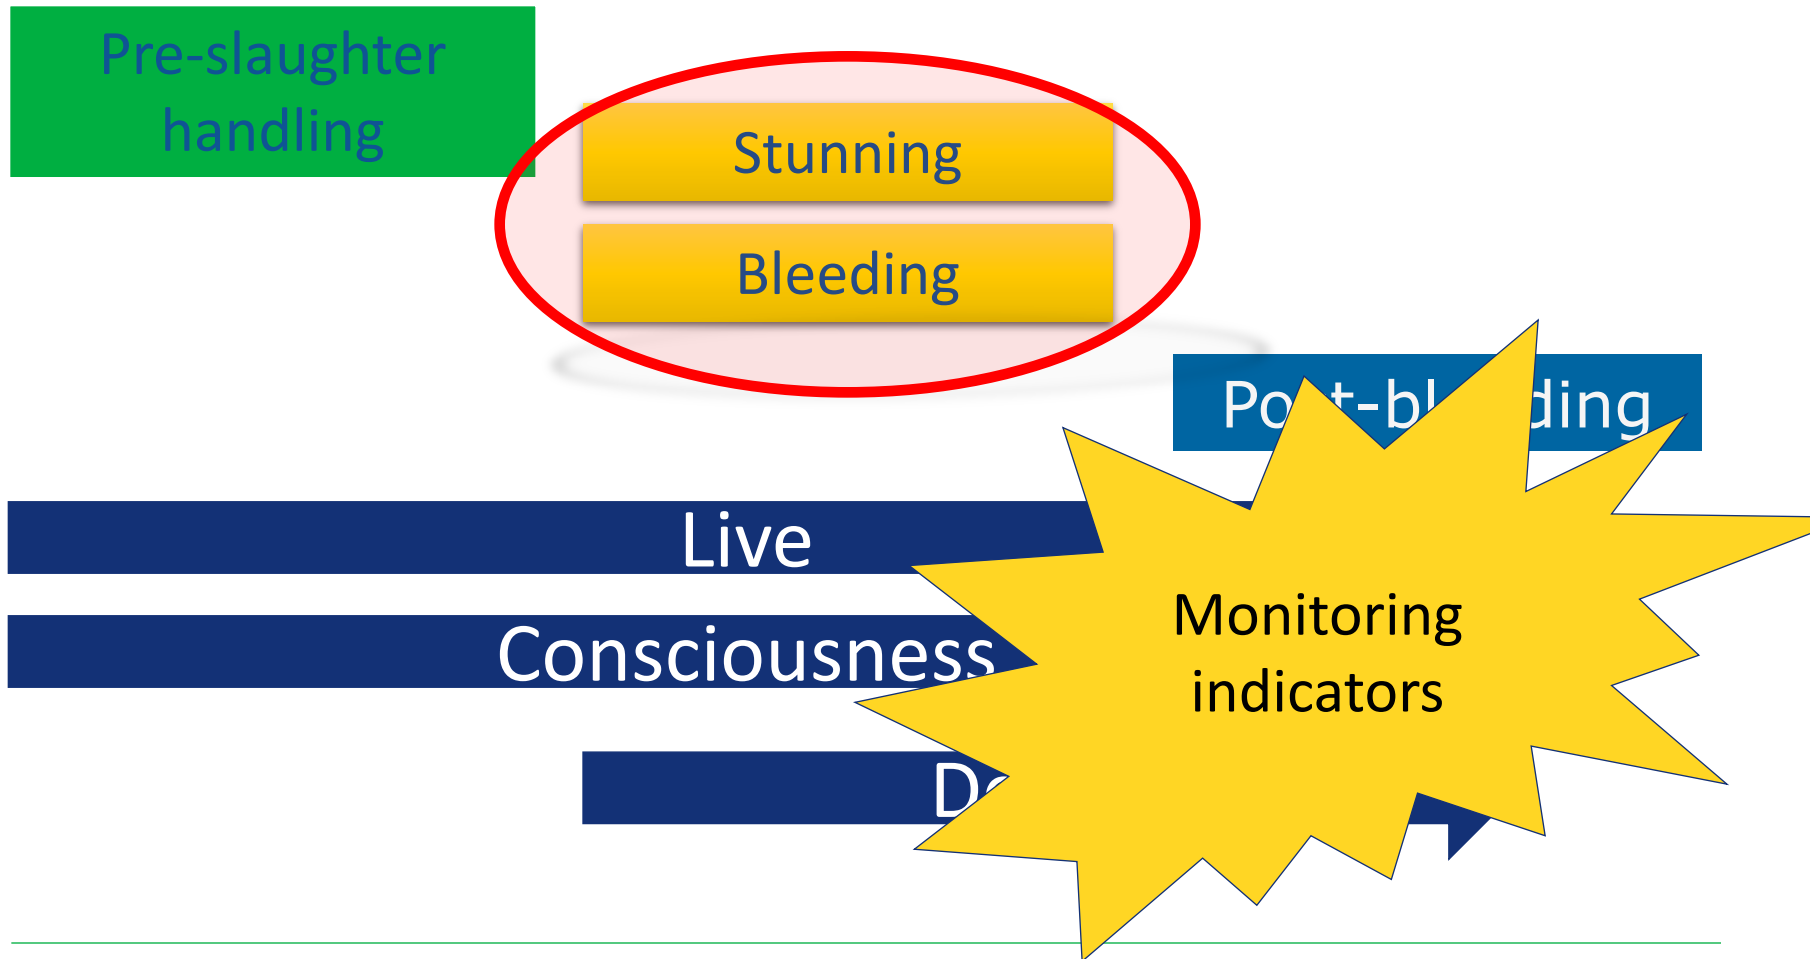 Pre-slaughter
handling
Stunning
Bleeding
Live
Consciousness
Monitoring
indicators